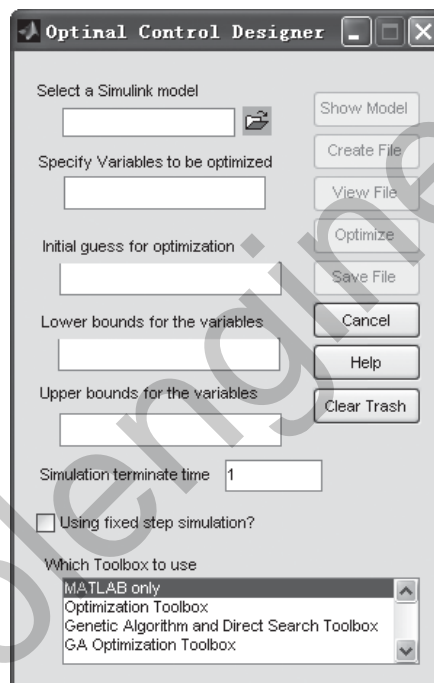 Optinal Control Designer
Select a Simulink model
Show Model
Create File
Specify Variables to be optimized
View File
Optimize
Initial guess for optimization
Save File
Lower bounds for the variables
Cancel
Help
Upper bounds for the variables
Clear Trash
Simulation terminate time 1
Using fixed step simulation?
Which Toolbox to use
MATLAB only
Optimization Toolbox
Genetic Algorithm and Direct Search Toolbox
GA Optimization Toolbox
olengine